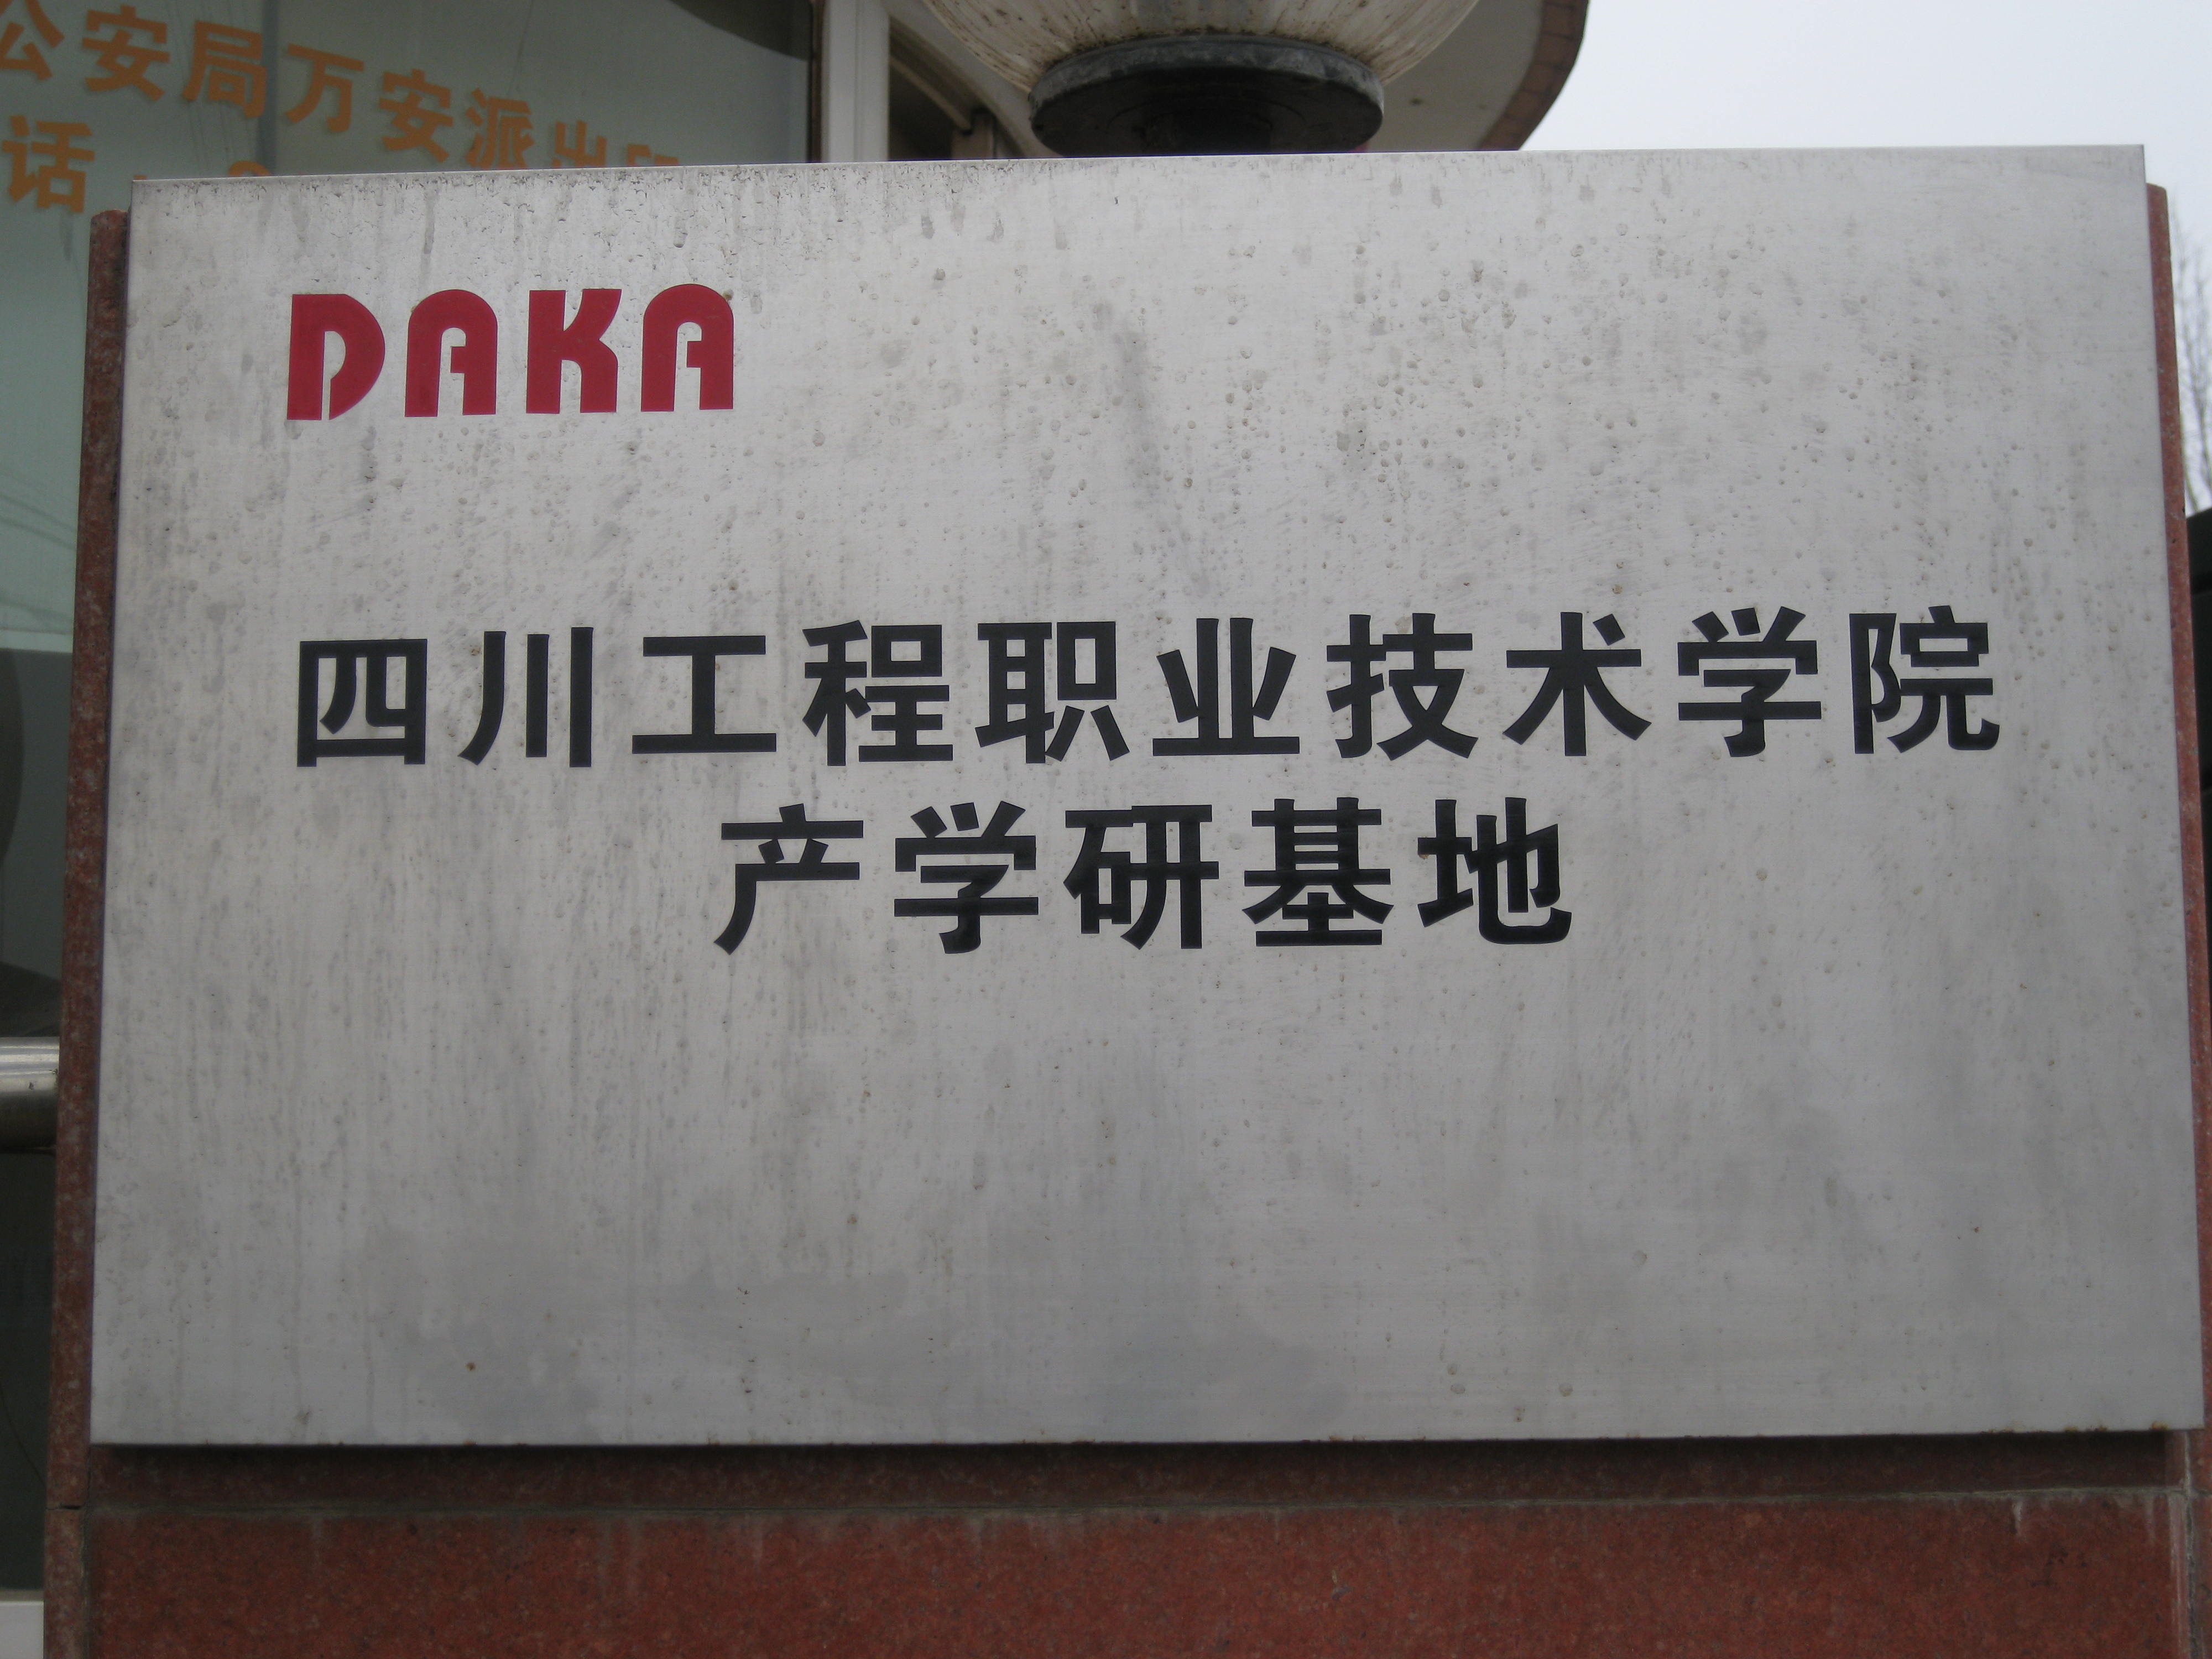 公安局万安派出
话：
DAKA
四川工程职业技术学院
产学研基地